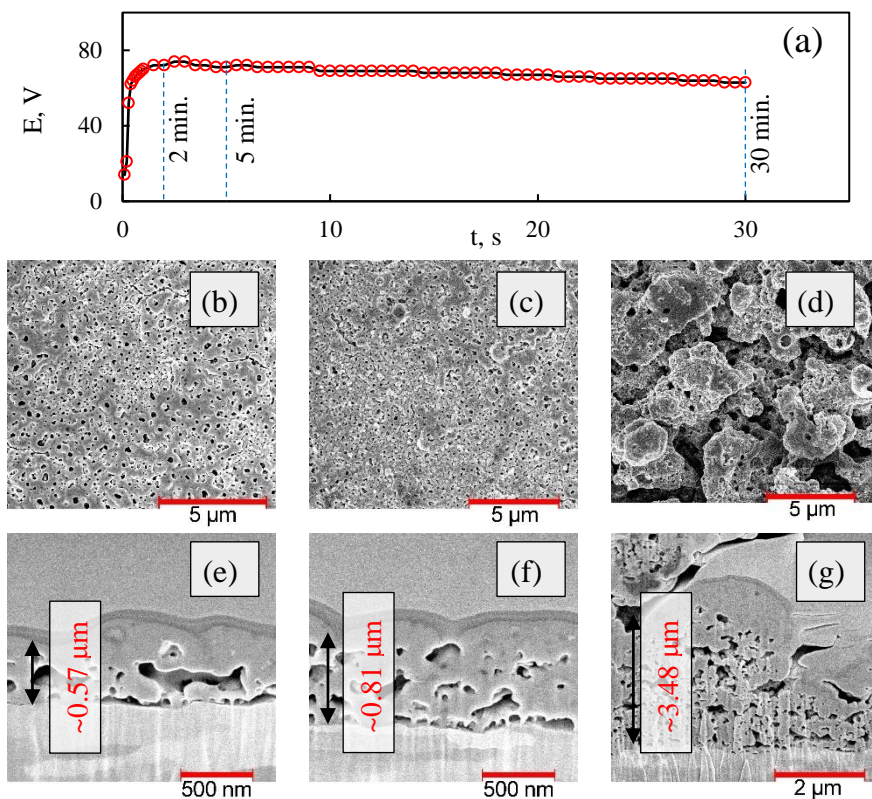 (a)
80
40
0
E, V
2 min.
5 min.
30 min.
0
10
20
30
t, s
(b)
5 µm
(c)
5 µm
(d)
5 µm
(e)
~0.57 µm
500 nm
(f)
~0.81 µm
500 nm
(g)
~3.48 µm
2 µm